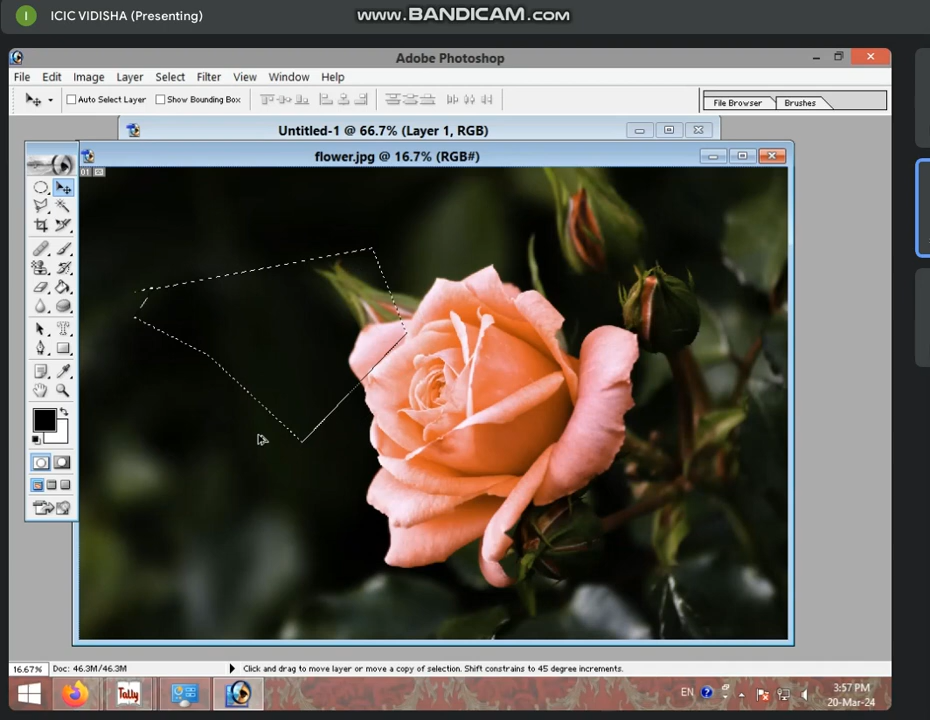 I ICIC VIDISHA (Presenting)
www.BANDICAM.com
Adobe Photoshop
File Edit Image Layer Select Filter View Window Help
Auto Select Layer Show Bounding Box File Browser Brushes
Untitled-1 @ 66.7% (Layer 1, RGB)
flower.jpg @ 16.7% (RGB#)
01
T
16.67% Doc: 46.3M/46.3M Click and drag to move layer or move a copy of selection. Shift constrains to 45 degree increments.
Tally EN ? 3:57 PM
20-Mar-24